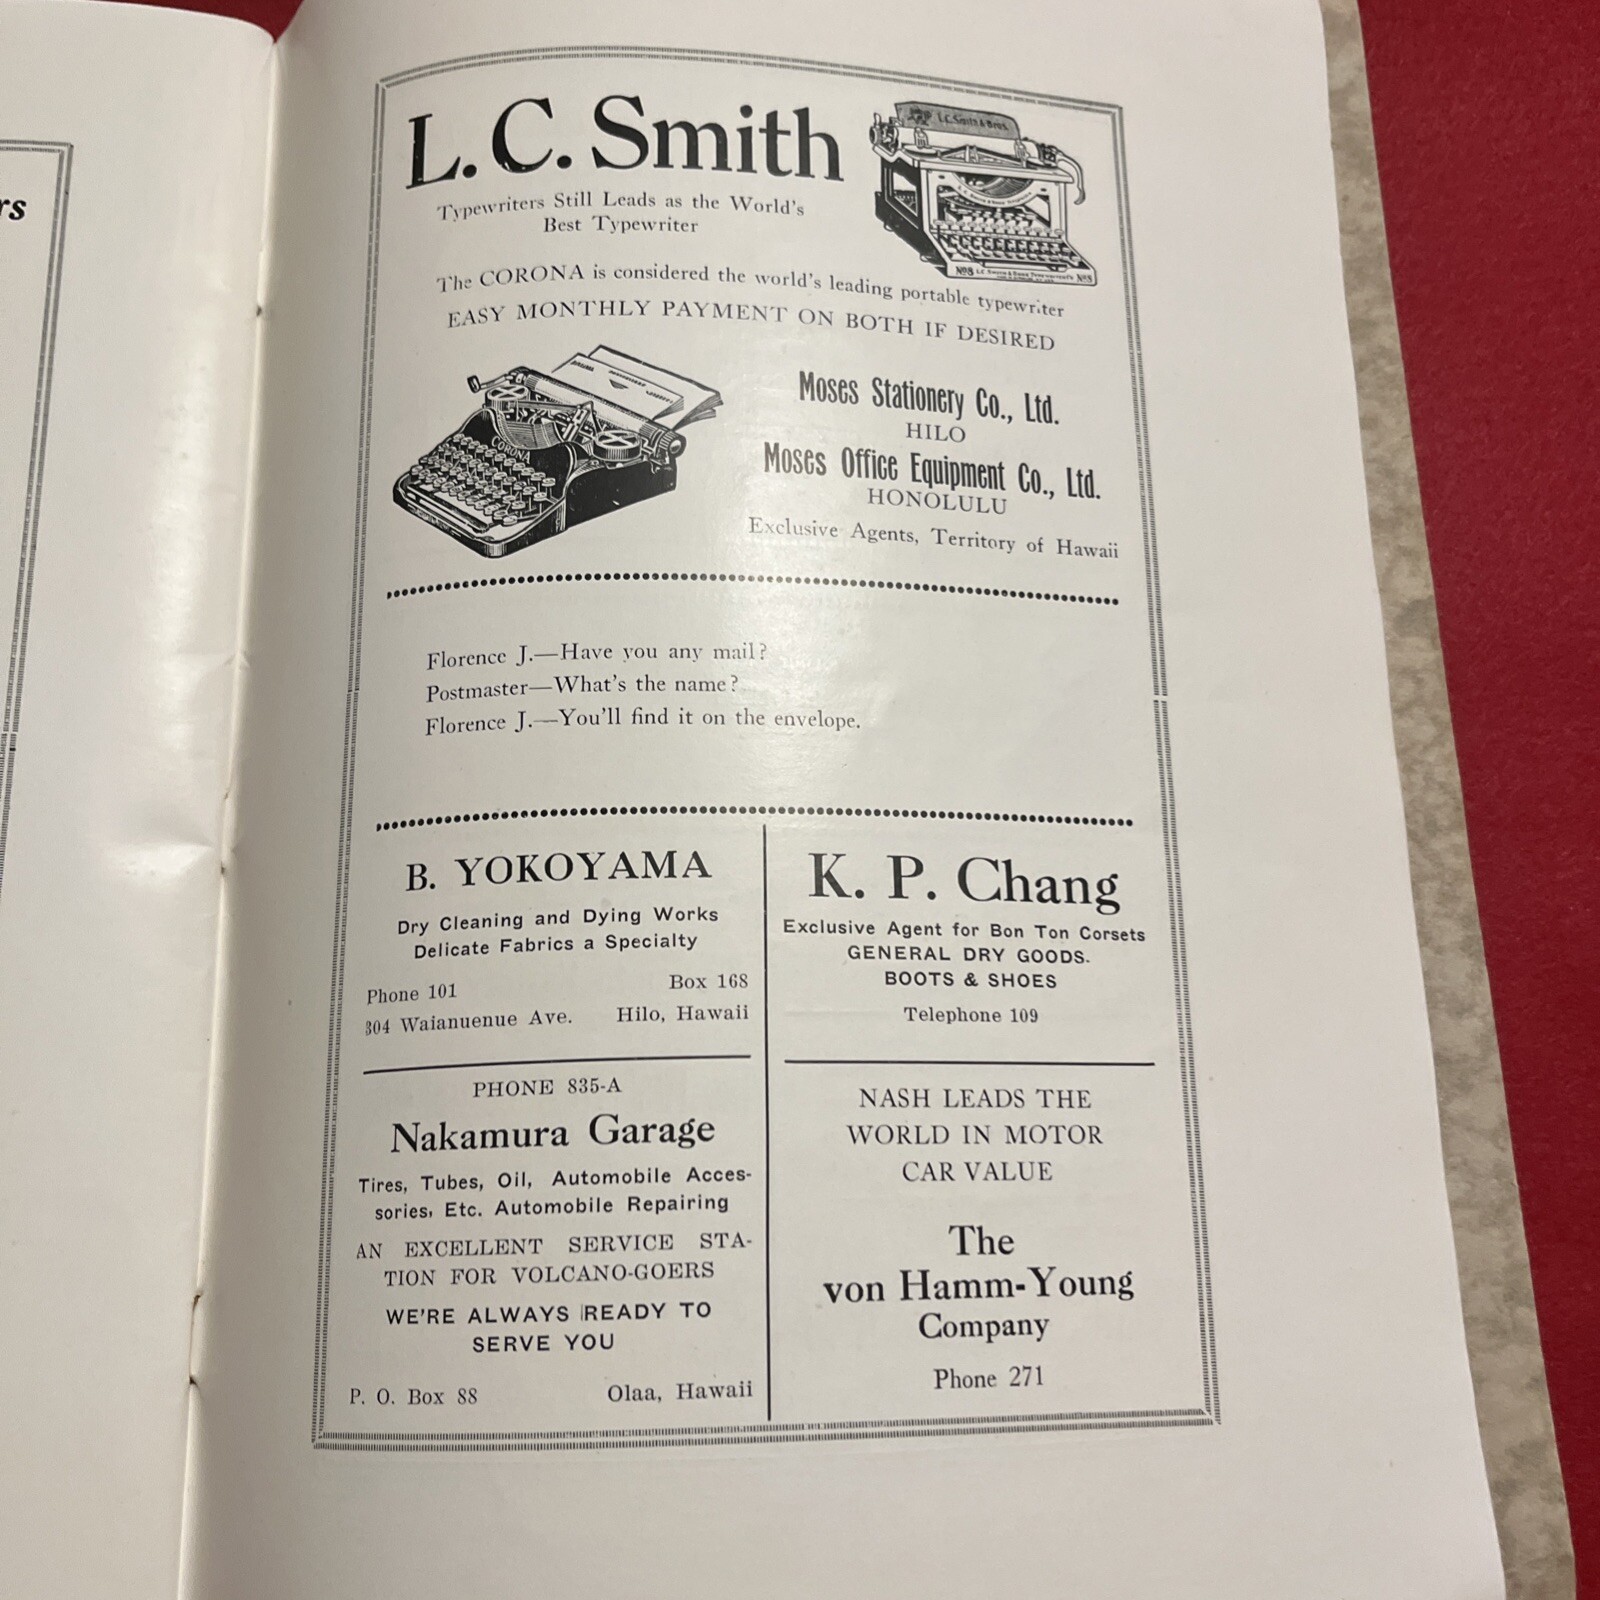 rs
L. C. Smith
L.C. Smith & Bros.
Typewriters Still Leads as the World's
Best Typewriter
No8 No8
The CORONA is considered the world's leading portable typewriter
EASY MONTHLY PAYMENT ON BOTH IF DESIRED
CORONA
Moses Stationery Co., Ltd.
HILO
Moses Office Equipment Co., Ltd.
HONOLULU
Exclusive Agents, Territory of Hawaii
Florence J.—Have you any mail?
Postmaster—What's the name?
Florence J.—You'll find it on the envelope.
B. YOKOYAMA
Dry Cleaning and Dying Works
Delicate Fabrics a Specialty
Phone 101 Box 168
304 Waianuenue Ave. Hilo, Hawaii
K. P. Chang
Exclusive Agent for Bon Ton Corsets
GENERAL DRY GOODS.
BOOTS & SHOES
Telephone 109
PHONE 835-A
Nakamura Garage
Tires, Tubes, Oil, Automobile Acces-
sories, Etc. Automobile Repairing
AN EXCELLENT SERVICE STA-
TION FOR VOLCANO-GOERS
WE'RE ALWAYS READY TO
SERVE YOU
P. O. Box 88 Olaa, Hawaii
NASH LEADS THE
WORLD IN MOTOR
CAR VALUE
The
von Hamm-Young
Company
Phone 271